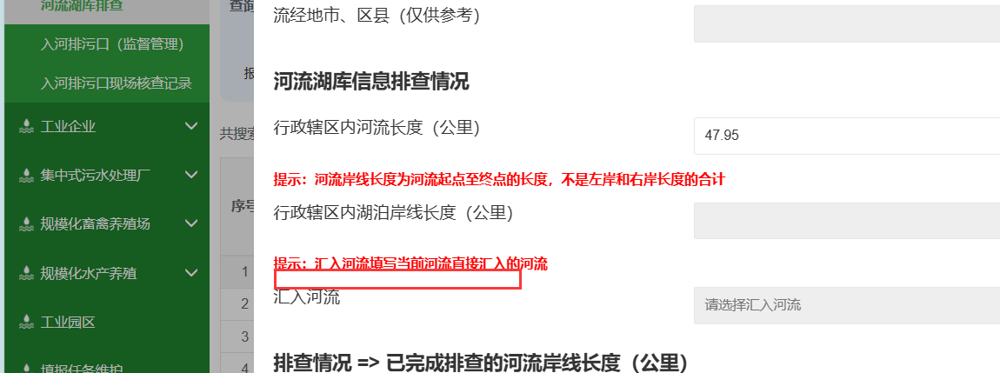 河流湖库排查
入河排污口（监督管理）
入河排污口现场核查记录
工业企业
集中式污水处理厂
规模化畜禽养殖场
规模化水产养殖
工业园区
填报任务维护
查询
报
共搜索
序号
1
2
3
4
流经地市、区县（仅供参考）
河流湖库信息排查情况
行政辖区内河流长度（公里）
47.95
提示：河流岸线长度为河流起点至终点的长度，不是左岸和右岸长度的合计
行政辖区内湖泊岸线长度（公里）
提示：汇入河流填写当前河流直接汇入的河流
汇入河流
请选择汇入河流
排查情况 => 已完成排查的河流岸线长度（公里）